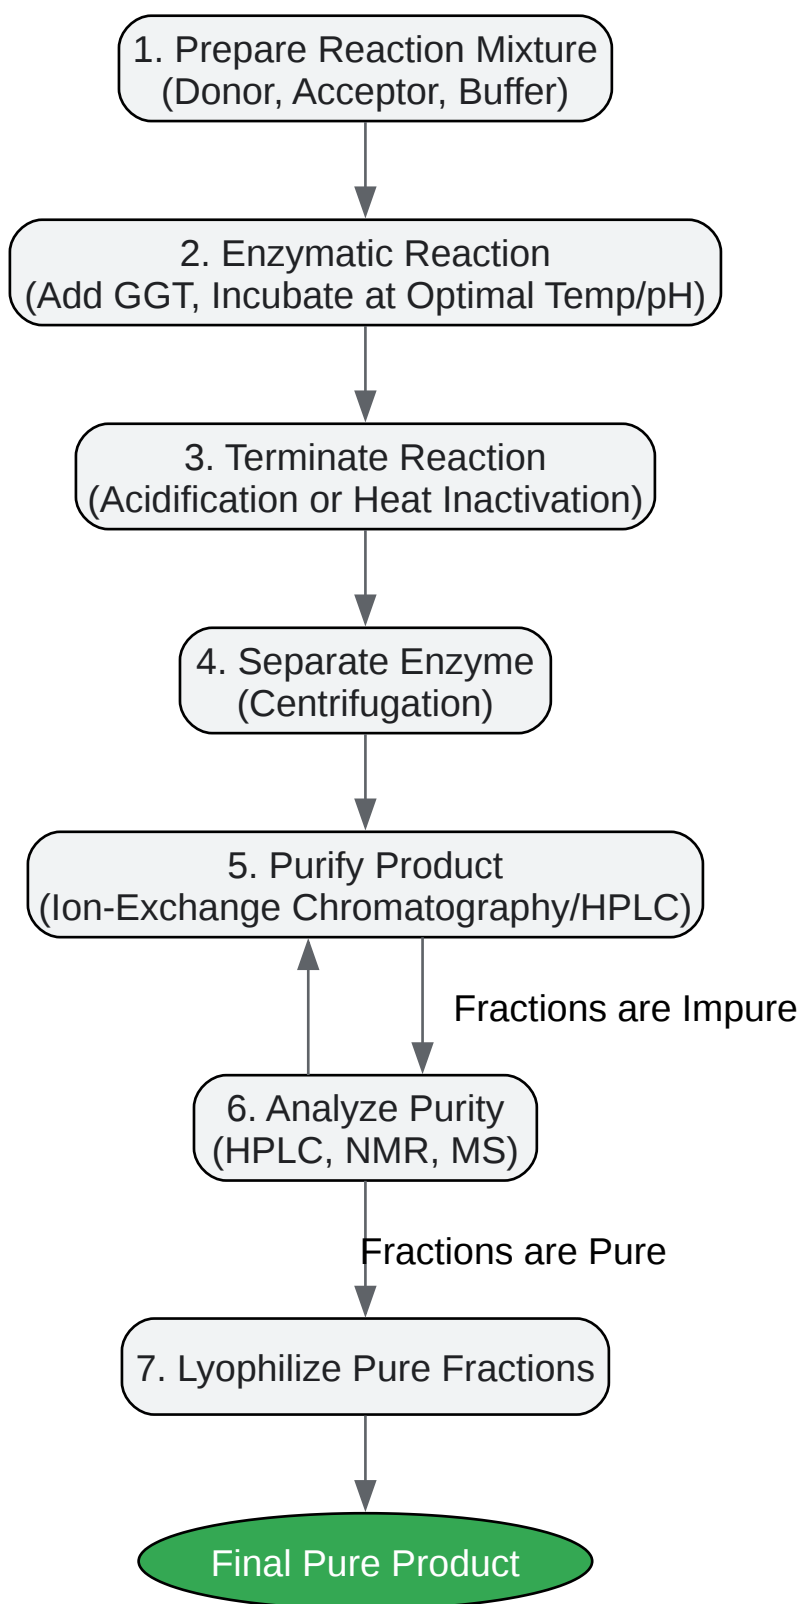 1. Prepare Reaction Mixture
(Donor, Acceptor, Buffer)
2. Enzymatic Reaction
(Add GGT, Incubate at Optimal Temp/pH)
3. Terminate Reaction
(Acidification or Heat Inactivation)
4. Separate Enzyme
(Centrifugation)
5. Purify Product
(Ion-Exchange Chromatography/HPLC)
Fractions are Impure
6. Analyze Purity
(HPLC, NMR, MS)
Fractions are Pure
7. Lyophilize Pure Fractions
Final Pure Product